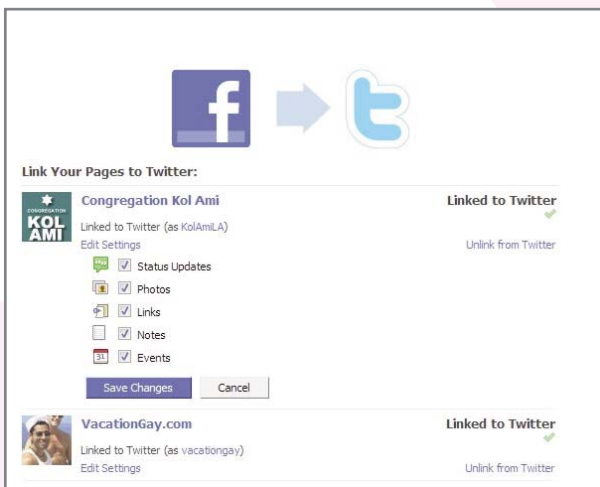 f t
Link Your Pages to Twitter:
CONGREGATION
KOL
AMI
Congregation Kol Ami
Linked to Twitter
Linked to Twitter (as KolAmiLA)
Edit Settings
Unlink from Twitter
Status Updates
Photos
Links
Notes
31 Events
Save Changes Cancel
VacationGay.com
Linked to Twitter
Linked to Twitter (as vacationgay)
Edit Settings
Unlink from Twitter